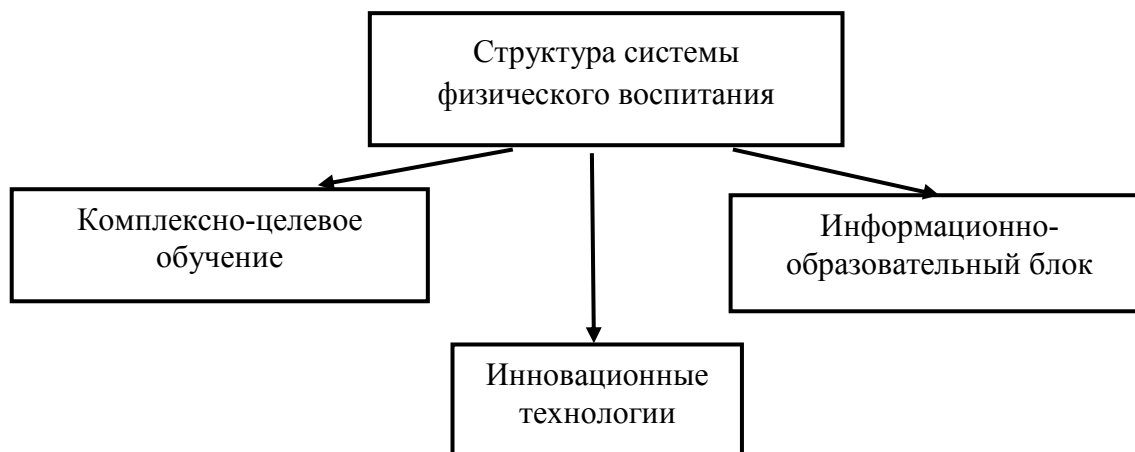 Структура системы
физического воспитания
Комплексно-целевое
обучение
Информационно-
образовательный блок
Инновационные
технологии